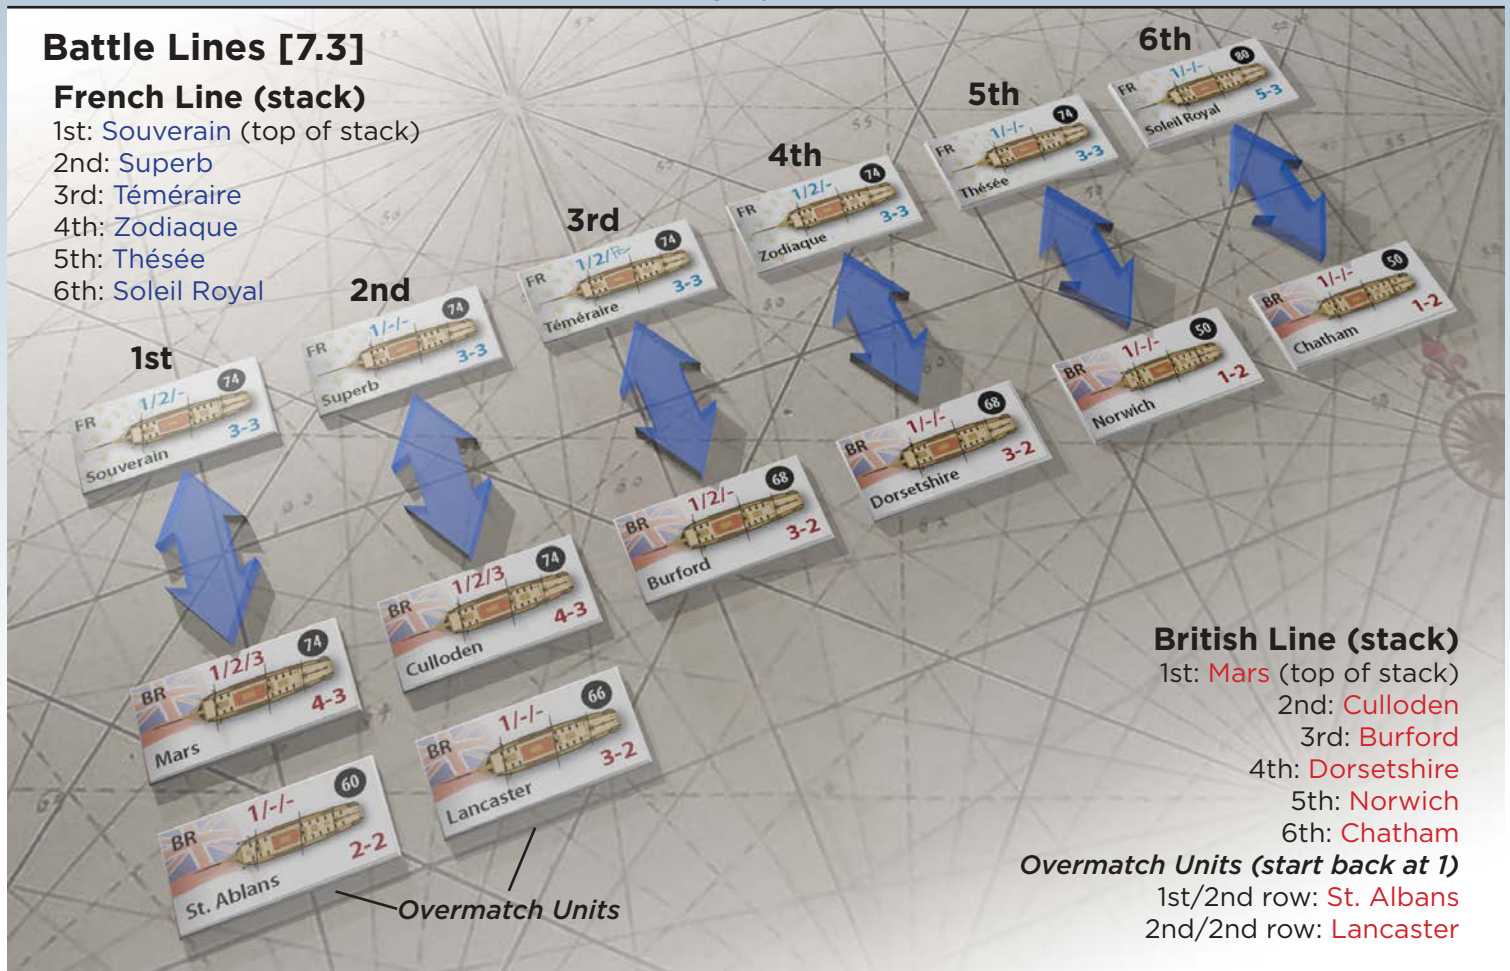 Battle Lines [7.3]
French Line (stack)
1st: Souverain (top of stack)
2nd: Superb
3rd: Téméraire
4th: Zodiaque
5th: Thésée
6th: Soleil Royal
1st
FR 1/2/- 74
3-3
Souverain
2nd
FR 1/-/- 74
3-3
Superb
3rd
FR 1/2/ 74
3-3
Téméraire
4th
FR 1/2/- 74
3-3
Zodiaque
5th
FR 1/-/- 74
3-3
Thésée
6th
FR 1/-/- 80
5-3
Soleil Royal
BR 1/2/3 74
4-3
Mars
BR 1/2/3 74
4-3
Culloden
BR 1/2/- 68
3-2
Burford
BR 1/-/- 68
3-2
Dorsetshire
BR 1/-/- 50
1-2
Norwich
BR 1/-/- 50
1-2
Chatham
BR 1/-/- 60
2-2
St. Ablans
BR 1/-/- 66
3-2
Lancaster
Overmatch Units
British Line (stack)
1st: Mars (top of stack)
2nd: Culloden
3rd: Burford
4th: Dorsetshire
5th: Norwich
6th: Chatham
Overmatch Units (start back at 1)
1st/2nd row: St. Albans
2nd/2nd row: Lancaster